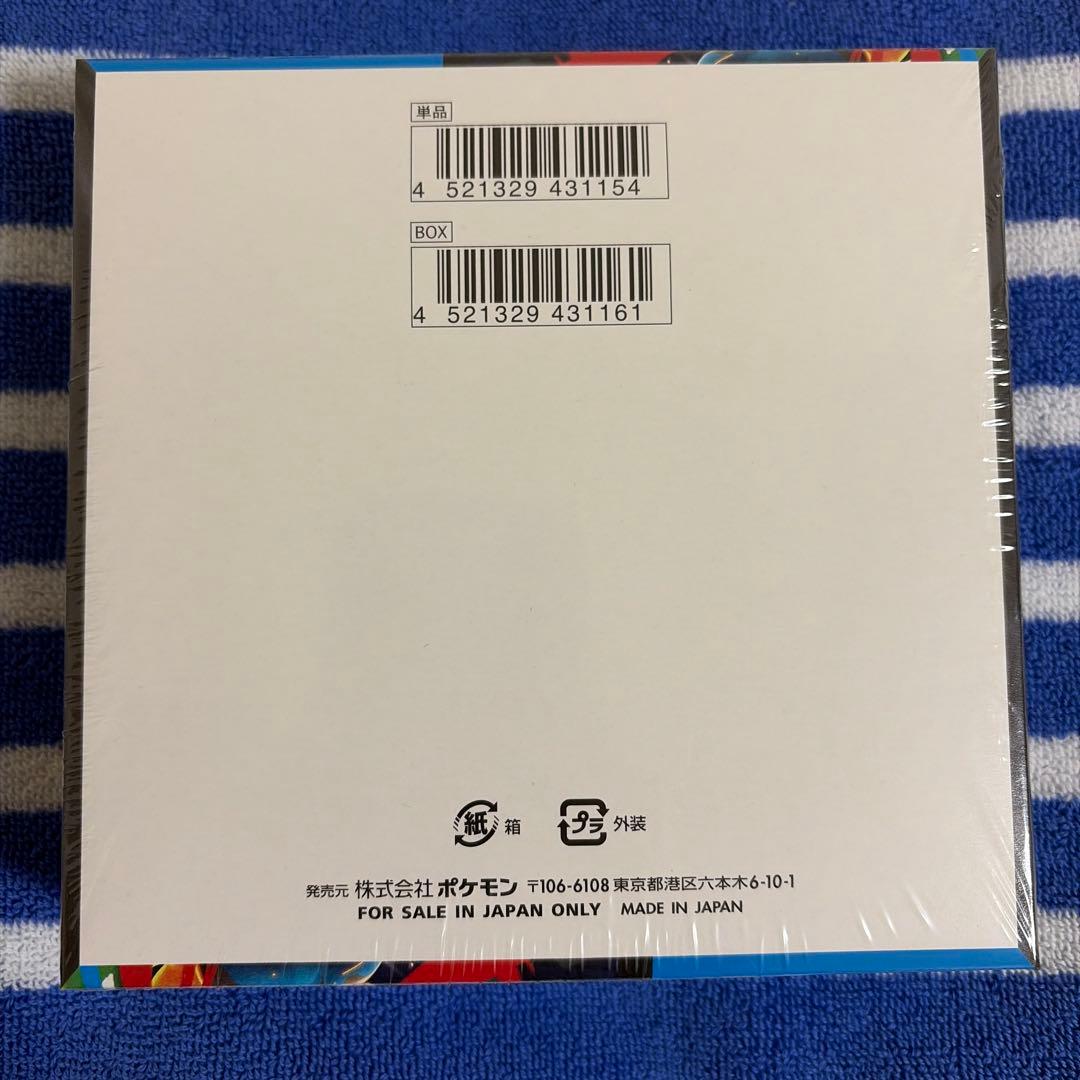 単品
4 521329 431154
BOX
4 521329 431161
紙 箱 プラ 外装
発売元 株式会社ポケモン 〒106-6108 東京都港区六本木6-10-1
FOR SALE IN JAPAN ONLY MADE IN JAPAN